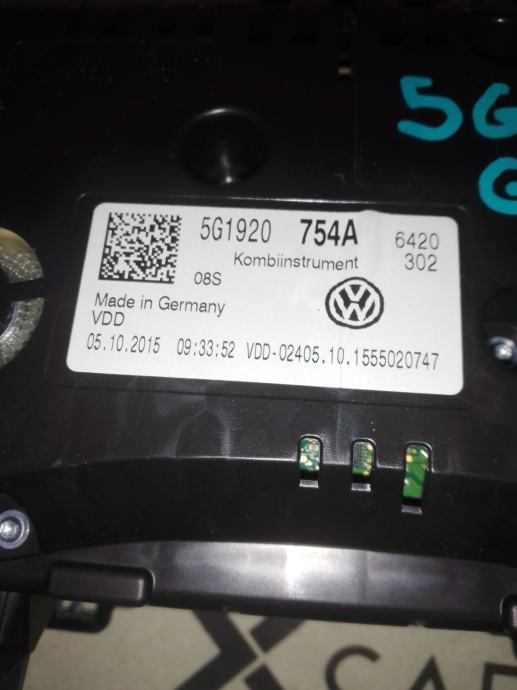 5G
5G1920 754A 6420
Kombiinstrument 302
08S
Made in Germany
VDD
05.10.2015 09:33:52 VDD-02405.10.1555020747